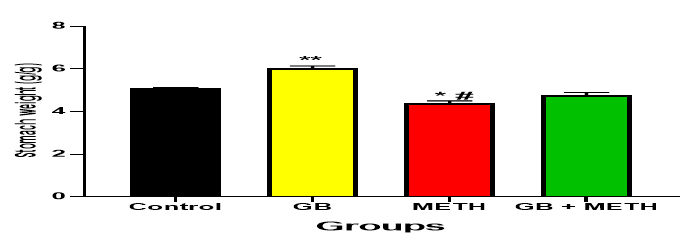 Stomach weight (g/g)
8
6
4
2
0
**
* #
Control GB METH GB + METH
Groups